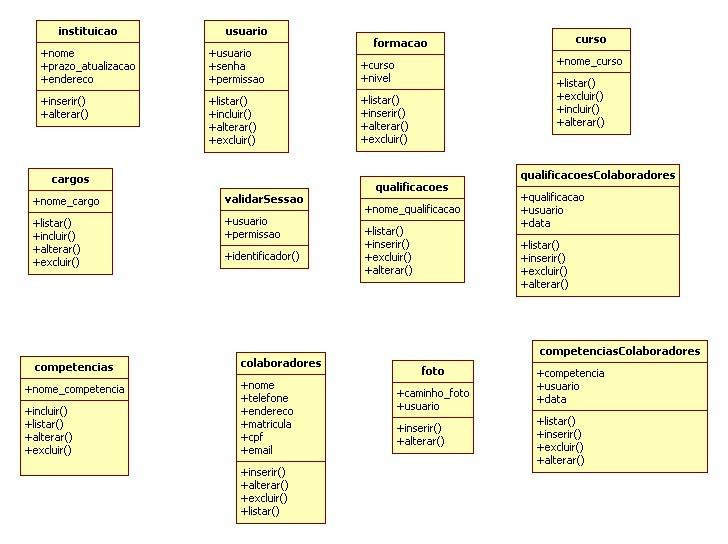 instituicao
+nome
+prazo_atualizacao
+endereco
+inserir()
+alterar()
usuario
+usuario
+senha
+permissao
+listar()
+incluir()
+alterar()
+excluir()
formacao
+curso
+nivel
+listar()
+inserir()
+alterar()
+excluir()
curso
+nome_curso
+listar()
+excluir()
+incluir()
+alterar()
cargos
+nome_cargo
+listar()
+incluir()
+alterar()
+excluir()
validarSessao
+usuario
+permissao
+identificador()
qualificacoes
+nome_qualificacao
+listar()
+inserir()
+excluir()
+alterar()
qualificacoesColaboradores
+qualificacao
+usuario
+data
+listar()
+inserir()
+excluir()
+alterar()
competencias
+nome_competencia
+incluir()
+listar()
+alterar()
+excluir()
colaboradores
+nome
+telefone
+endereco
+matricula
+cpf
+email
+inserir()
+alterar()
+excluir()
+listar()
foto
+caminho_foto
+usuario
+inserir()
+alterar()
competenciasColaboradores
+competencia
+usuario
+data
+listar()
+inserir()
+excluir()
+alterar()